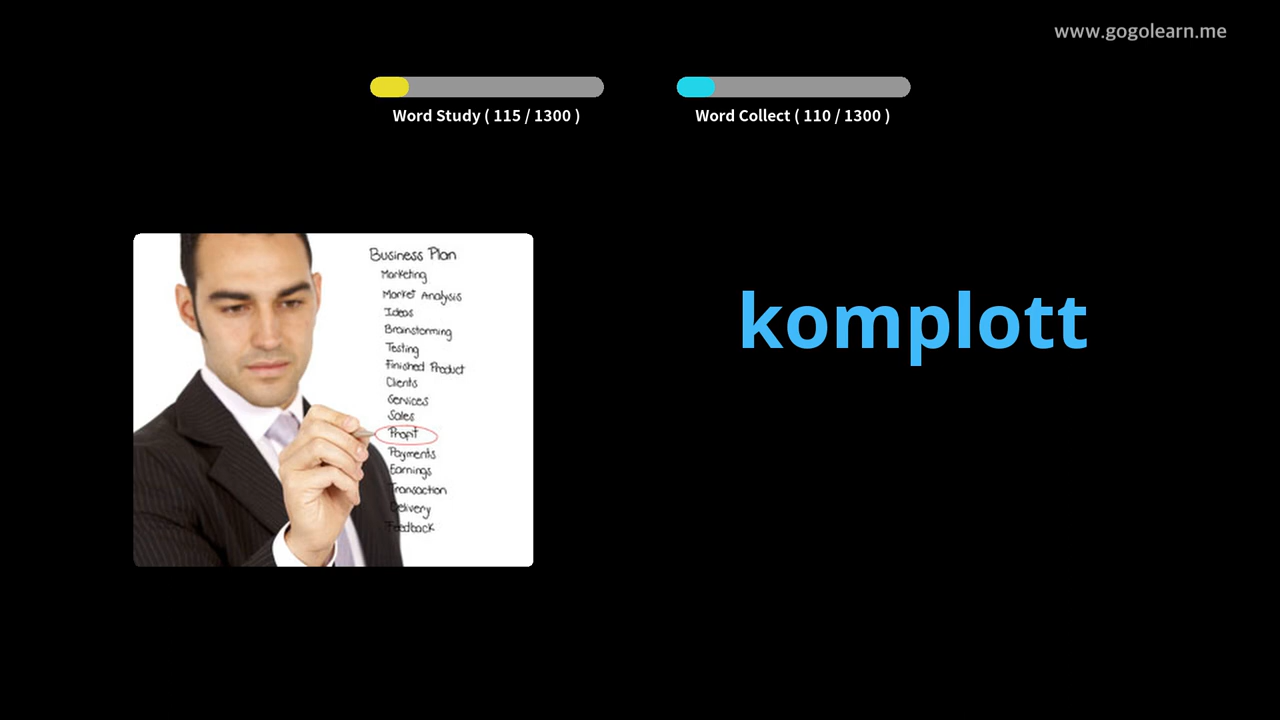 www.gogolearn.me
Word Study ( 115 / 1300 )
Word Collect ( 110 / 1300 )
Business Plan
Marketing
Market Analysis
Ideas
Brainstorming
Testing
Finished Product
Clients
Services
Sales
Profit
Payments
Earnings
Transaction
Delivery
Feedback
komplott